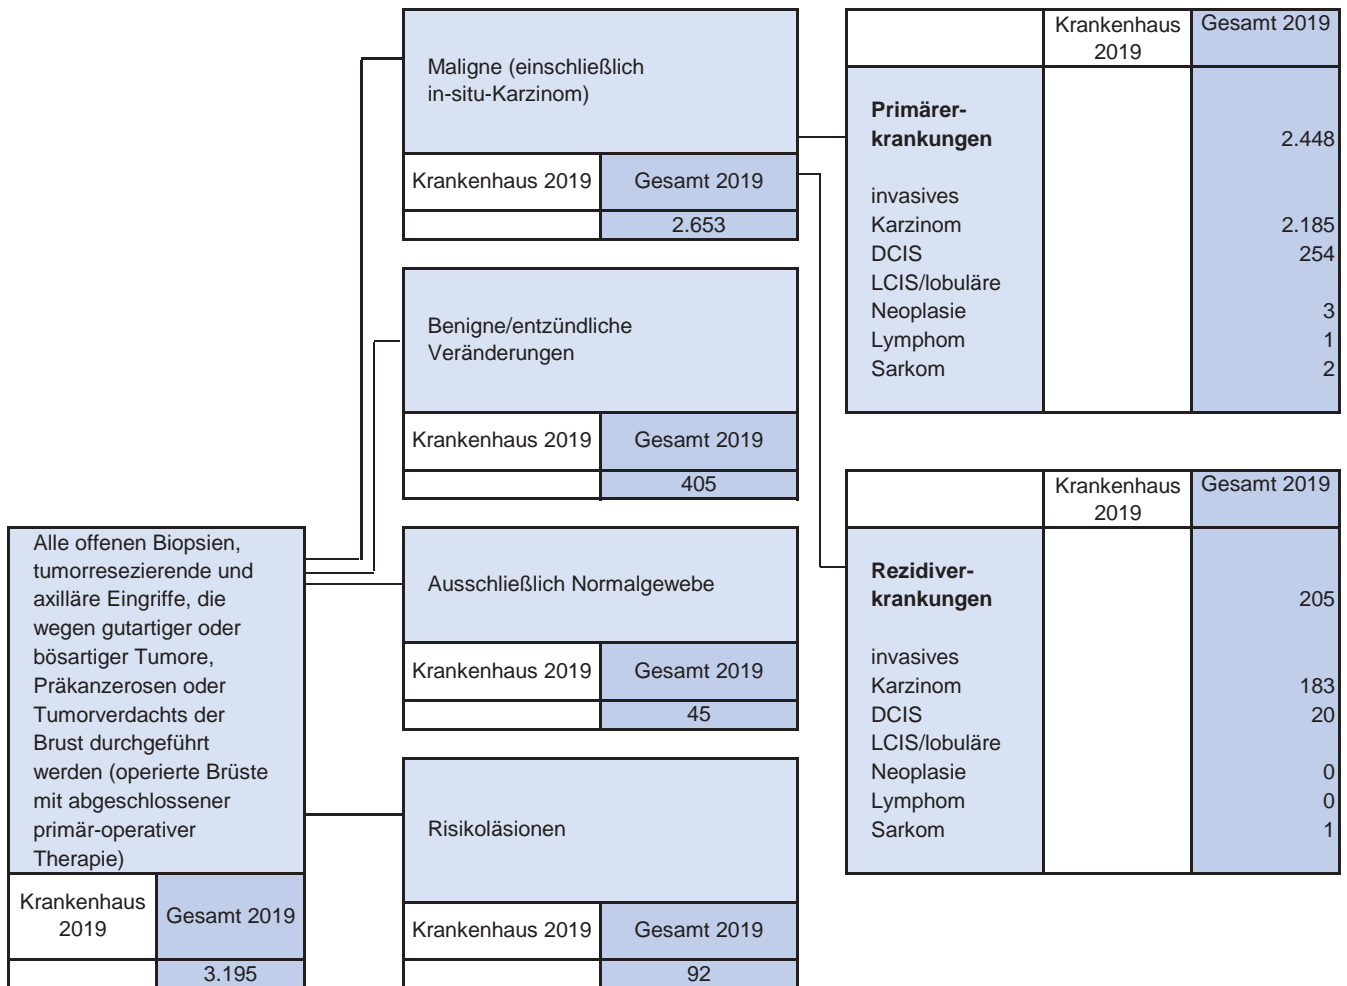 Alle offenen Biopsien,
tumorresezierende und
axilläre Eingriffe, die
wegen gutartiger oder
bösartiger Tumore,
Präkanzerosen oder
Tumorverdachts der
Brust durchgeführt
werden (operierte Brüste
mit abgeschlossener
primär-operativer
Therapie)
Krankenhaus
2019
Gesamt 2019
3.195
Maligne (einschließlich
in-situ-Karzinom)
Krankenhaus 2019 Gesamt 2019
2.653
Benigne/entzündliche
Veränderungen
Krankenhaus 2019 Gesamt 2019
405
Ausschließlich Normalgewebe
Krankenhaus 2019 Gesamt 2019
45
Risikoläsionen
Krankenhaus 2019 Gesamt 2019
92
Krankenhaus Gesamt 2019
2019
Primärer-
krankungen 2.448
invasives
Karzinom 2.185
DCIS 254
LCIS/lobuläre
Neoplasie 3
Lymphom 1
Sarkom 2
Krankenhaus Gesamt 2019
2019
Rezidiver-
krankungen 205
invasives
Karzinom 183
DCIS 20
LCIS/lobuläre
Neoplasie 0
Lymphom 0
Sarkom 1